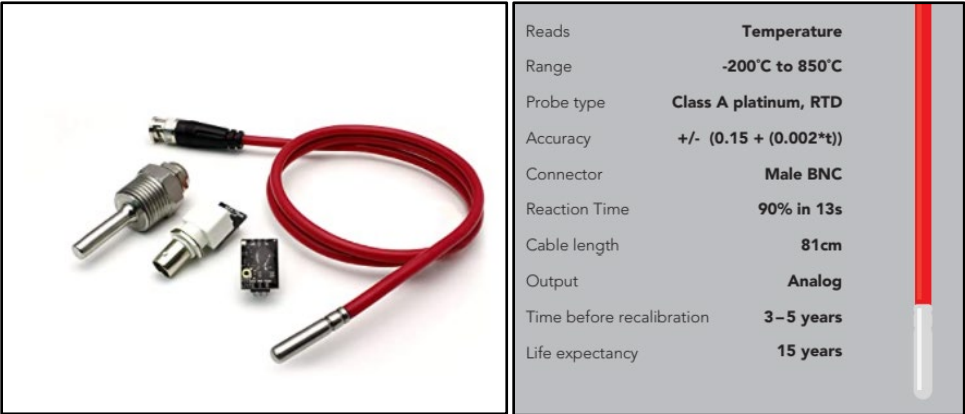 Reads Temperature
Range -200°C to 850°C
Probe type Class A platinum, RTD
Accuracy +/- (0.15 + (0.002*t))
Connector Male BNC
Reaction Time 90% in 13s
Cable length 81cm
Output Analog
Time before recalibration 3–5 years
Life expectancy 15 years